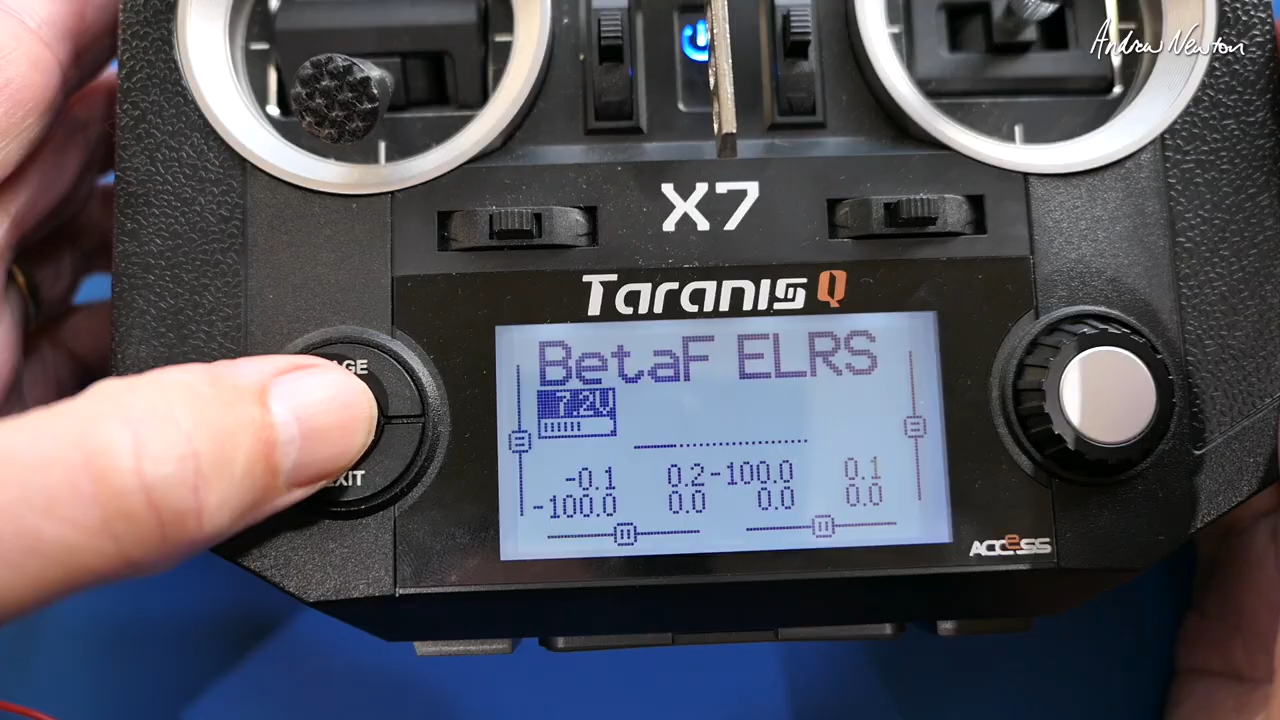 Andrew Newton
X7
Taranis Q
BetaF ELRS
7.2V
-0.1 0.2 -100.0 0.1
-100.0 0.0 0.0 0.0
ACCESS